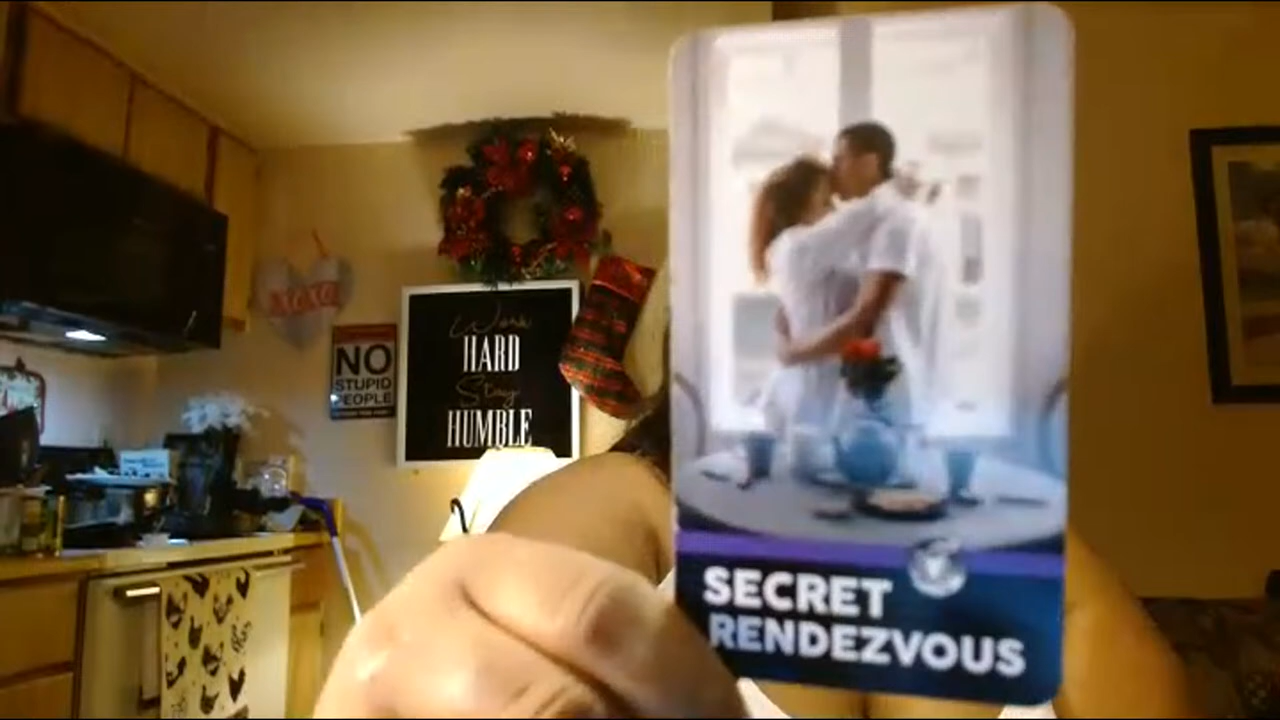 XOXO
NO
STUPID
PEOPLE
Work
HARD
Stay
HUMBLE
SECRET
RENDEZVOUS